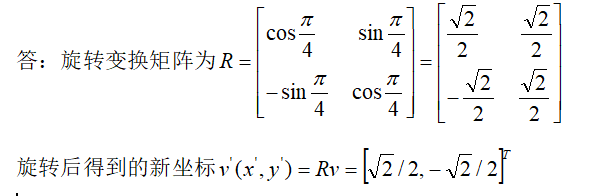 答：旋转变换矩阵为 R = [cos π/4 sin π/4; -sin π/4 cos π/4] = [√2/2 √2/2; -√2/2 √2/2]
旋转后得到的新坐标 v'(x', y') = Rv = [√2/2, -√2/2]^T